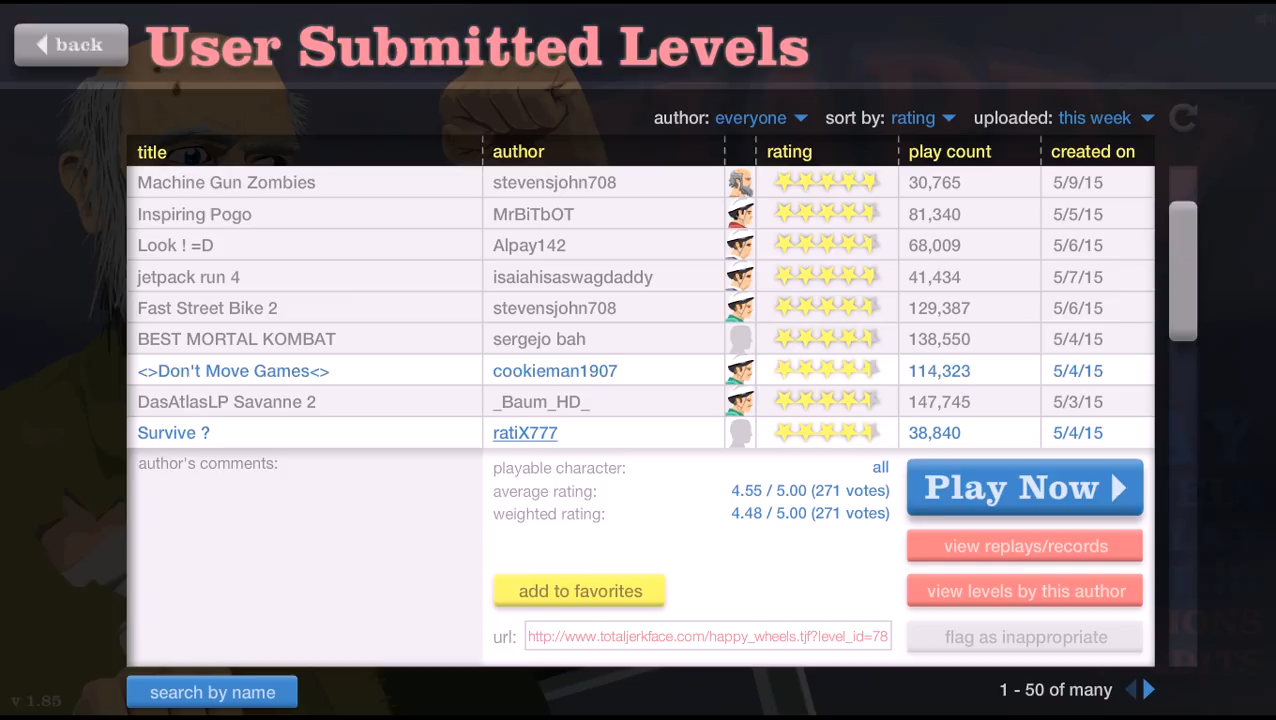 back
User Submitted Levels
author: everyone sort by: rating uploaded: this week
title author rating play count created on
Machine Gun Zombies stevensjohn708 30,765 5/9/15
Inspiring Pogo MrBiTbOT 81,340 5/5/15
Look ! =D Alpay142 68,009 5/6/15
jetpack run 4 isaiahisaswagdaddy 41,434 5/7/15
Fast Street Bike 2 stevensjohn708 129,387 5/6/15
BEST MORTAL KOMBAT sergejo bah 138,550 5/4/15
<>Don't Move Games<> cookieman1907 114,323 5/4/15
DasAtlasLP Savanne 2 _Baum_HD_ 147,745 5/3/15
Survive ? ratiX777 38,840 5/4/15
author's comments:
playable character: all
average rating: 4.55 / 5.00 (271 votes)
weighted rating: 4.48 / 5.00 (271 votes)
Play Now
view replays/records
add to favorites
view levels by this author
url: http://www.totaljerkface.com/happy_wheels.tjf?level_id=78
flag as inappropriate
search by name
1 - 50 of many
v 1.85